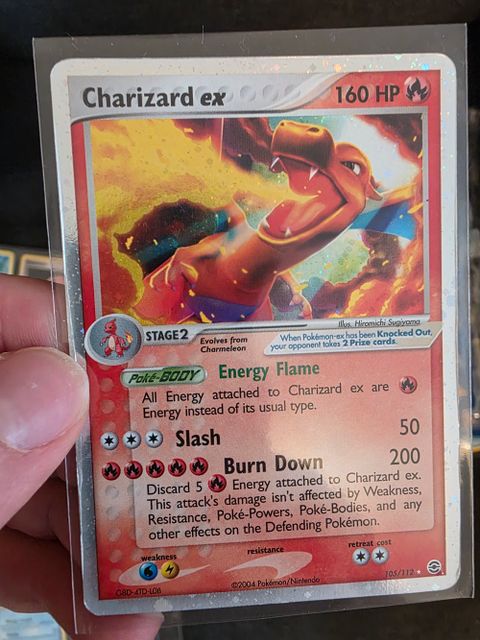 Charizard ex 160 HP
Illus. Hiromichi Sugiyama
STAGE2
Evolves from
Charmeleon
When Pokémon-ex has been Knocked Out,
your opponent takes 2 Prize cards.
Poké-BODY Energy Flame
All Energy attached to Charizard ex are
Energy instead of its usual type.
Slash 50
Burn Down 200
Discard 5 Energy attached to Charizard ex.
This attack's damage isn't affected by Weakness,
Resistance, Poké-Powers, Poké-Bodies, and any
other effects on the Defending Pokémon.
weakness resistance retreat cost
GBD-4TD-L08 ©2004 Pokémon/Nintendo 105/112